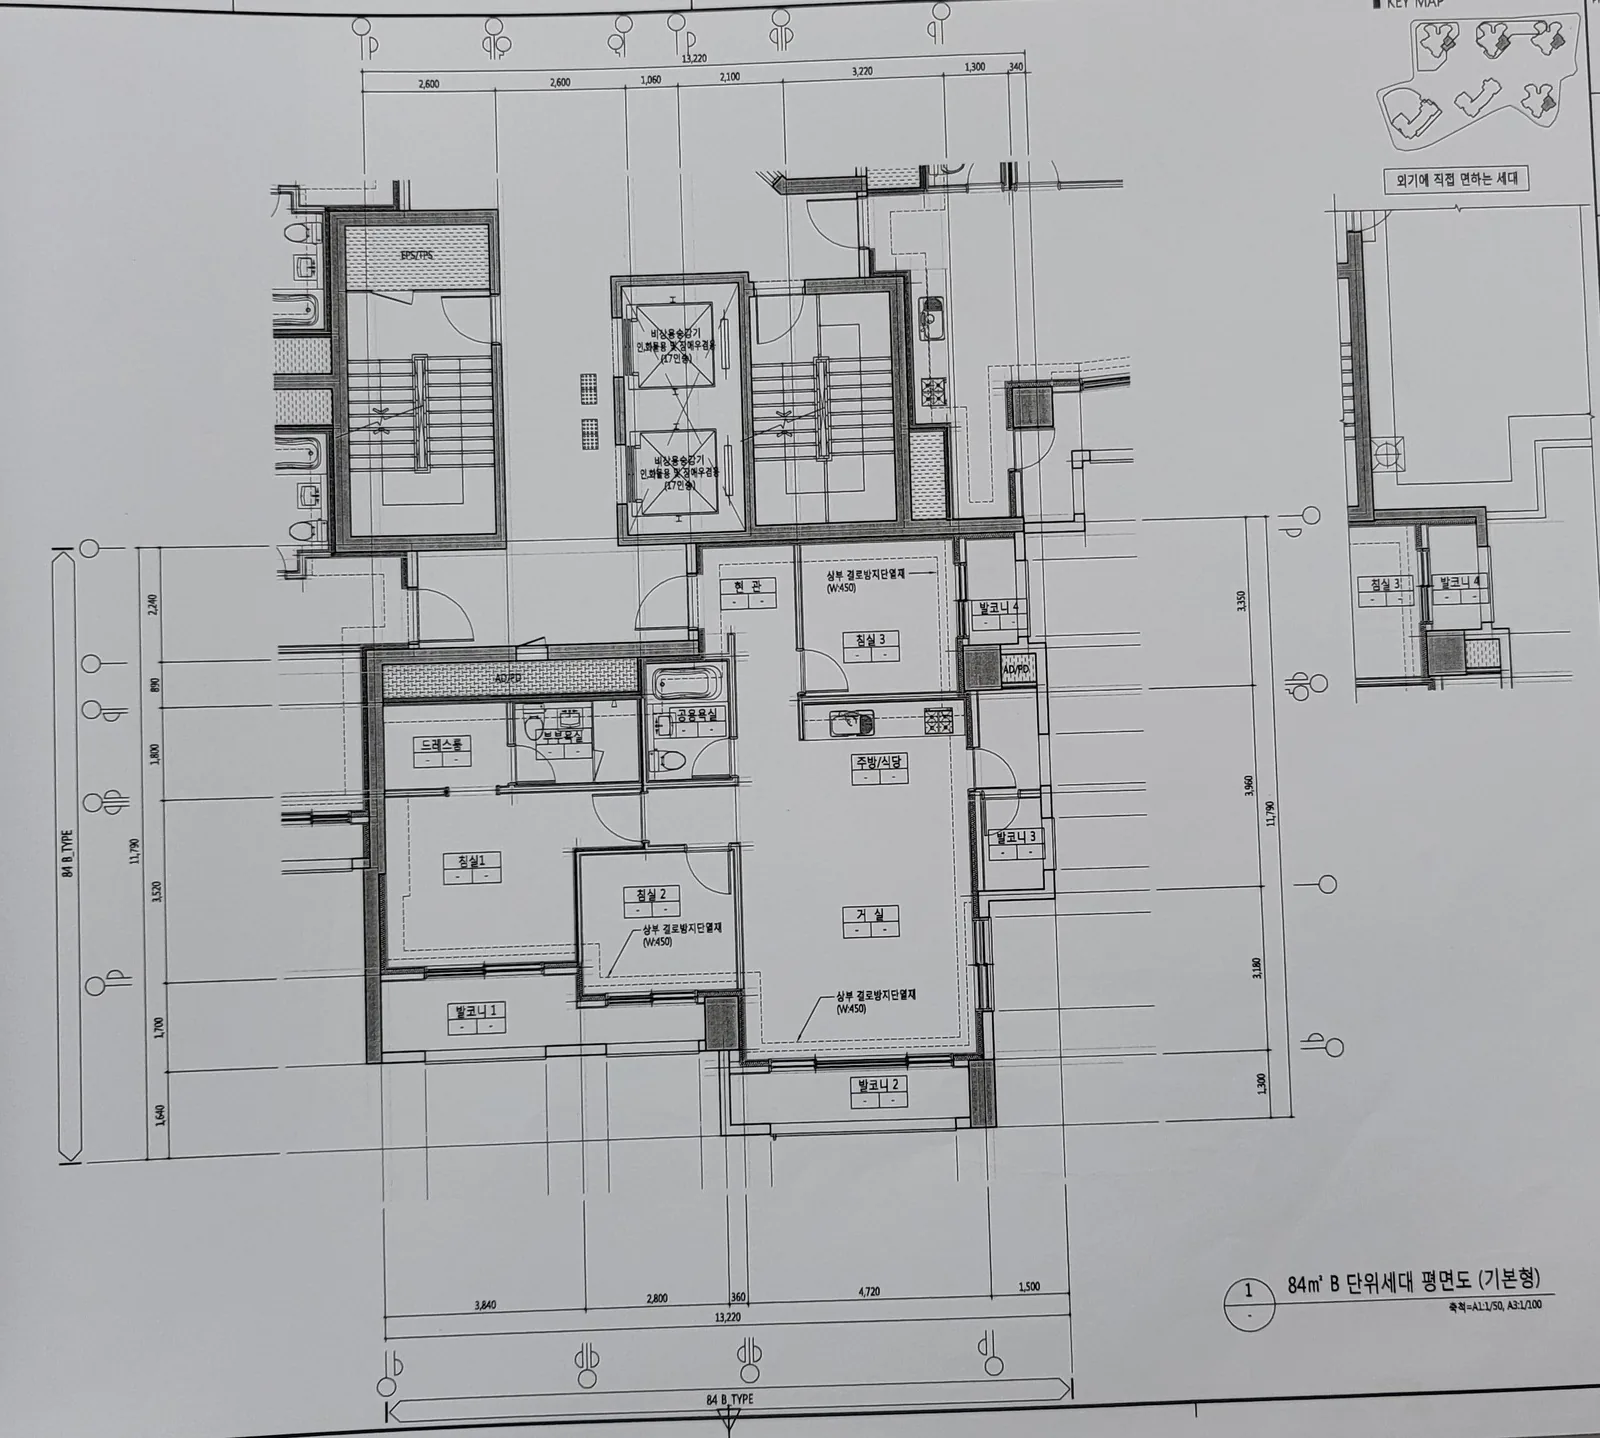 KEY MAP
외기에 직접 면하는 세대
13,220
2,600
2,600
1,060
2,100
3,220
1,300
340
EPS/TPS
비상용승강기
인,화물용 및 장애우겸용
(17인승)
비상용승강기
인,화물용 및 장애우겸용
(17인승)
현 관
- -
상부 결로방지단열재
(W:450)
침실 3
- -
발코니 4
- -
침실 3
- -
발코니 4
- -
AD/PD
AD/PD
드레스룸
- -
부부욕실
- -
공용욕실
- -
주방/식당
- -
발코니 3
- -
침실1
- -
침실 2
- -
상부 결로방지단열재
(W:450)
거 실
- -
상부 결로방지단열재
(W:450)
발코니 1
- -
발코니 2
- -
84 B_TYPE
11,790
2,240
890
1,800
3,520
1,700
1,640
3,350
3,960
11,790
3,180
1,300
3,840
2,800
360
4,720
1,500
13,220
84 B_TYPE
1
-
84㎡ B 단위세대 평면도 (기본형)
축척=A1:1/50, A3:1/100